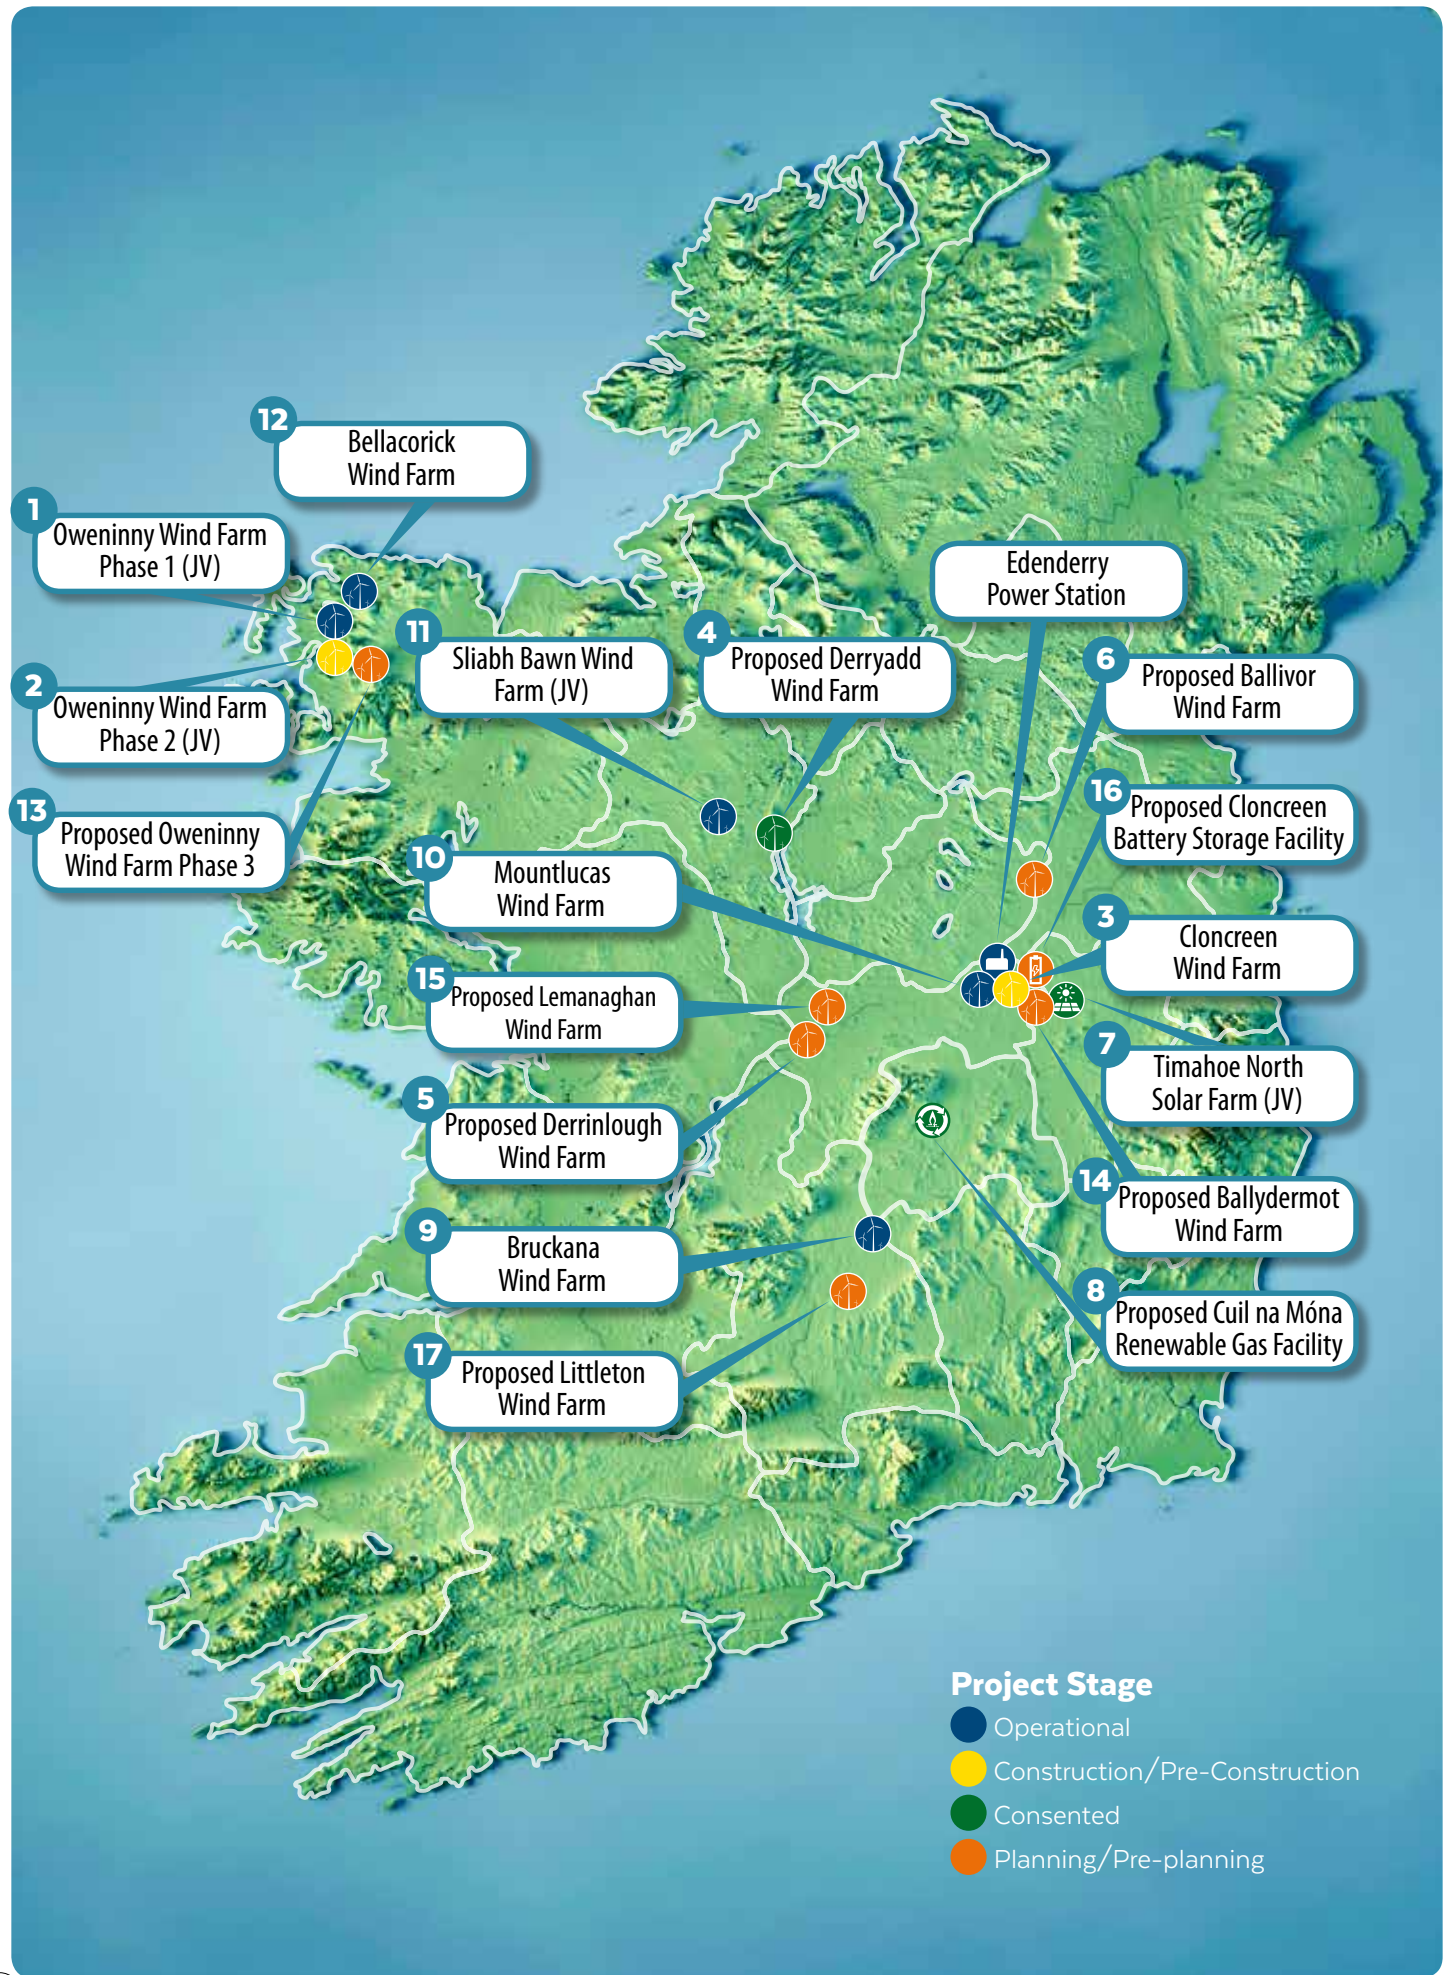 12
Bellacorick
Wind Farm
1
Oweninny Wind Farm
Phase 1 (JV)
Edenderry
Power Station
11
Sliabh Bawn Wind
Farm (JV)
4
Proposed Derryadd
Wind Farm
6
Proposed Ballivor
Wind Farm
2
Oweninny Wind Farm
Phase 2 (JV)
16
Proposed Cloncreen
Battery Storage Facility
13
Proposed Oweninny
Wind Farm Phase 3
10
Mountlucas
Wind Farm
3
Cloncreen
Wind Farm
15
Proposed Lemanaghan
Wind Farm
7
Timahoe North
Solar Farm (JV)
5
Proposed Derrinlough
Wind Farm
14
Proposed Ballydermot
Wind Farm
9
Bruckana
Wind Farm
8
Proposed Cuil na Móna
Renewable Gas Facility
17
Proposed Littleton
Wind Farm
Project Stage
Operational
Construction/Pre-Construction
Consented
Planning/Pre-planning